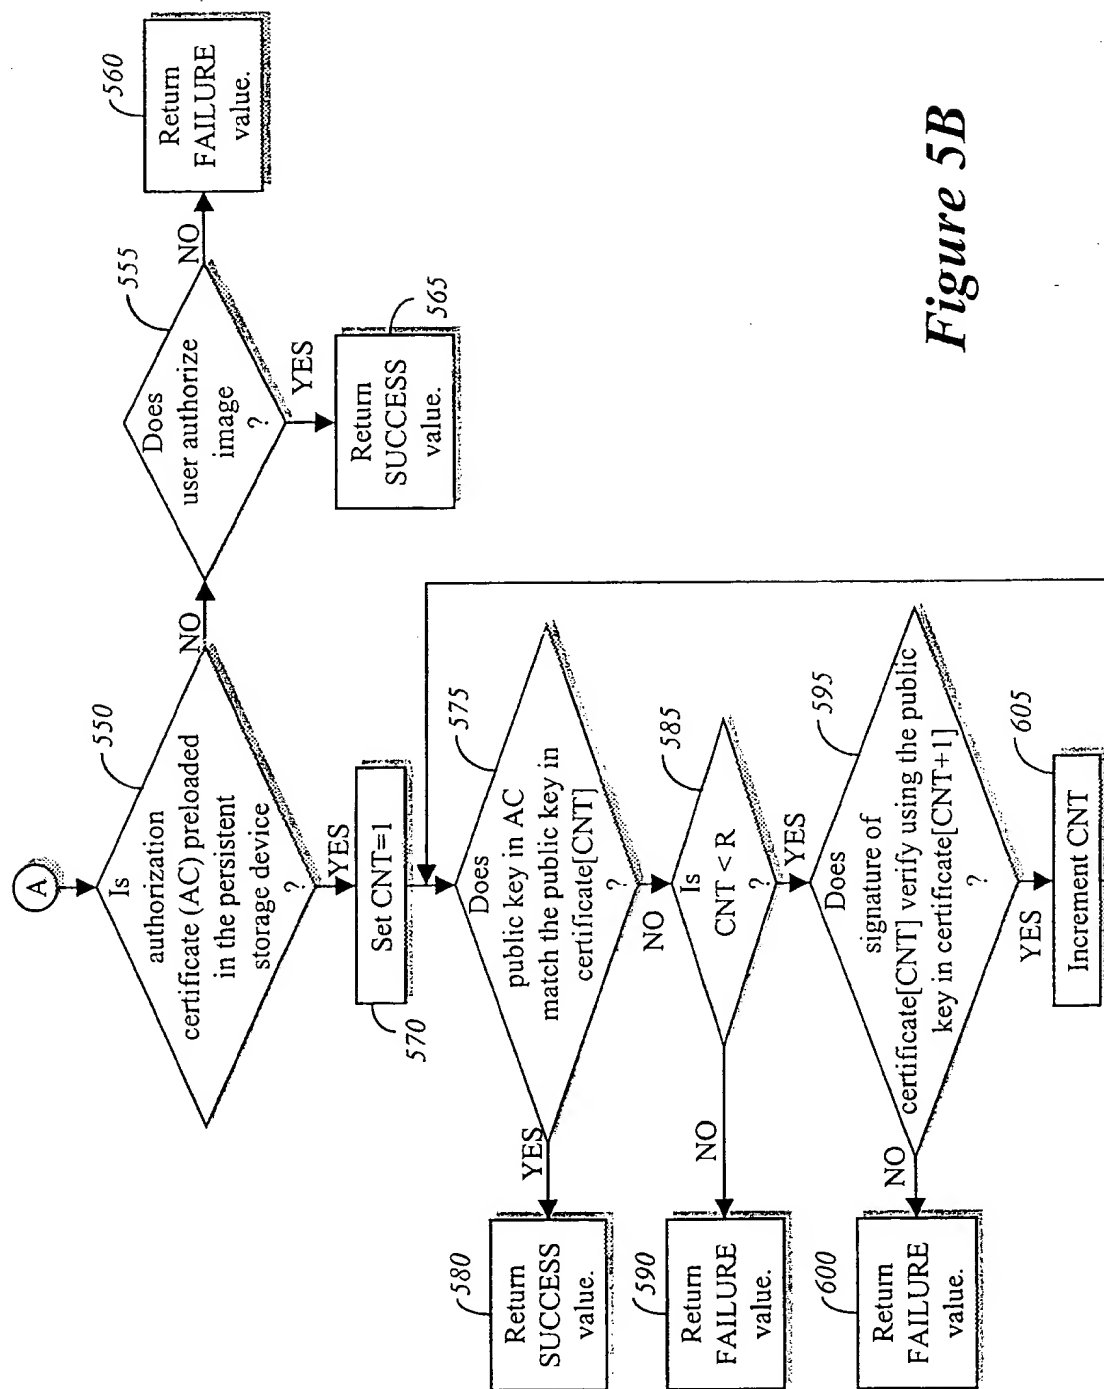 A
550
Is
authorization
certificate (AC) preloaded
in the persistent
storage device
?
NO
YES
555
Does
user authorize
image
?
NO
YES
560
Return
FAILURE
value.
565
Return
SUCCESS
value.
Set CNT=1
570
575
Does
public key in AC
match the public key in
certificate[CNT]
?
YES
NO
580
Return
SUCCESS
value.
585
Is
CNT < R
?
NO
YES
590
Return
FAILURE
value.
595
Does
signature of
certificate[CNT] verify using the public
key in certificate[CNT+1]
?
NO
YES
600
Return
FAILURE
value.
605
Increment CNT
Figure 5B